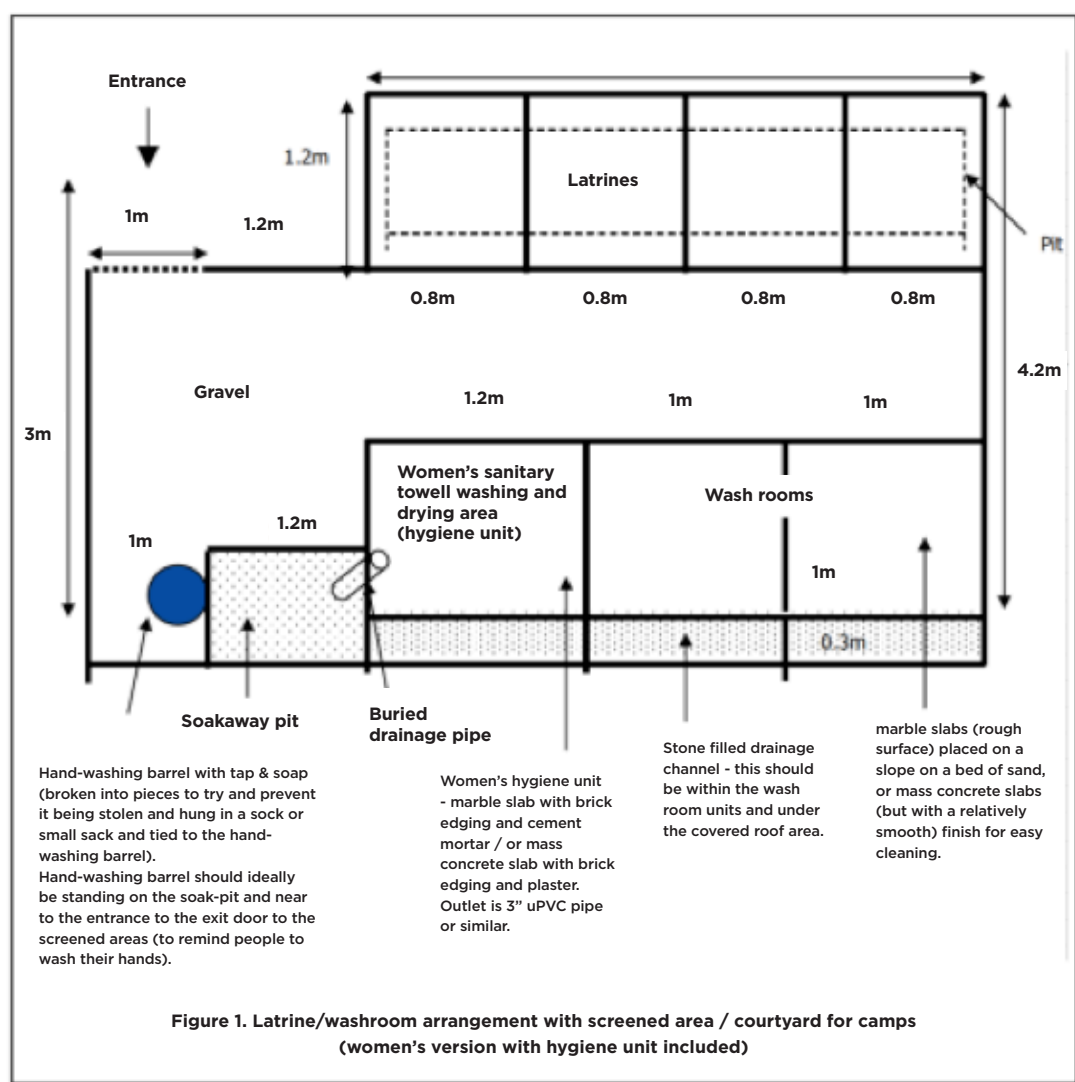 Entrance
1.2m
Latrines
1m
1.2m
Pit
0.8m
0.8m
0.8m
0.8m
4.2m
Gravel
1.2m
1m
1m
3m
Women's sanitary
towell washing and
drying area
(hygiene unit)
Wash rooms
1.2m
1m
1m
0.3m
Soakaway pit
Buried
drainage pipe
Hand-washing barrel with tap & soap
(broken into pieces to try and prevent
it being stolen and hung in a sock or
small sack and tied to the hand-
washing barrel).
Hand-washing barrel should ideally
be standing on the soak-pit and near
to the entrance to the exit door to the
screened areas (to remind people to
wash their hands).
Women's hygiene unit
- marble slab with brick
edging and cement
mortar / or mass
concrete slab with brick
edging and plaster.
Outlet is 3” uPVC pipe
or similar.
Stone filled drainage
channel - this should
be within the wash
room units and under
the covered roof area.
marble slabs (rough
surface) placed on a
slope on a bed of sand,
or mass concrete slabs
(but with a relatively
smooth) finish for easy
cleaning.
Figure 1. Latrine/washroom arrangement with screened area / courtyard for camps
(women's version with hygiene unit included)